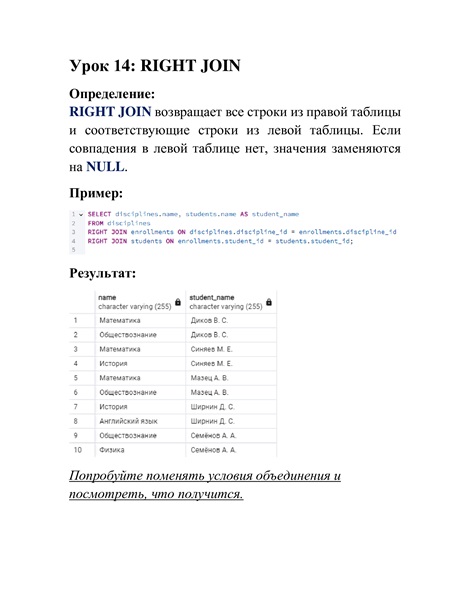 Урок 14: RIGHT JOIN
Определение:
RIGHT JOIN возвращает все строки из правой таблицы
и соответствующие строки из левой таблицы. Если
совпадения в левой таблице нет, значения заменяются
на NULL.
Пример:
1 SELECT disciplines.name, students.name AS student_name
2 FROM disciplines
3 RIGHT JOIN enrollments ON disciplines.discipline_id = enrollments.discipline_id
4 RIGHT JOIN students ON enrollments.student_id = students.student_id;
5
Результат:
name student_name
character varying (255) character varying (255)
1 Математика Диков В. С.
2 Обществознание Диков В. С.
3 Математика Синяев М. Е.
4 История Синяев М. Е.
5 Математика Мазец А. В.
6 Обществознание Мазец А. В.
7 История Ширнин Д. С.
8 Английский язык Ширнин Д. С.
9 Обществознание Семёнов А. А.
10 Физика Семёнов А. А.
Попробуйте поменять условия объединения и
посмотреть, что получится.